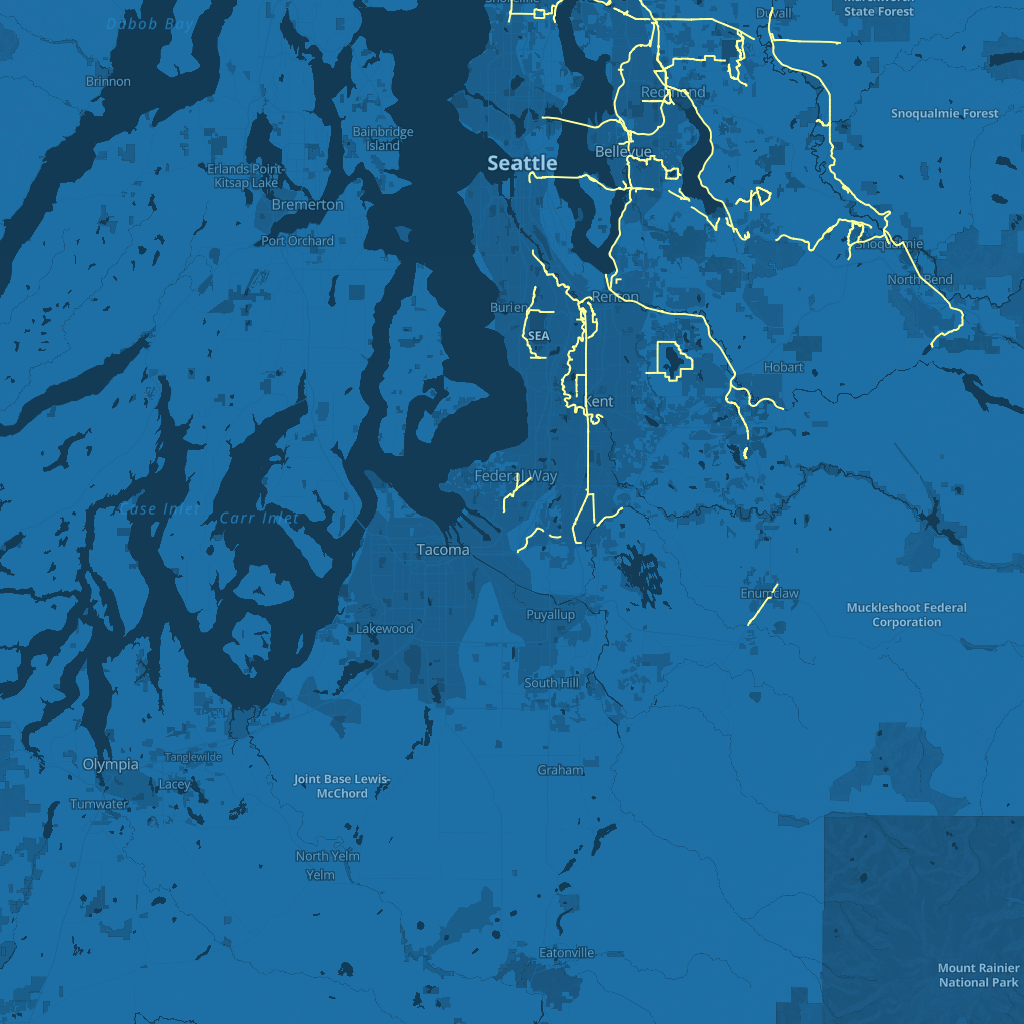 Shoreline
Duvall
Marckworth
State Forest
Dabob Bay
Brinnon
Redmond
Snoqualmie Forest
Bainbridge
Island
Seattle
Bellevue
Erlands Point-
Kitsap Lake
Bremerton
Port Orchard
Snoqualmie
North Bend
Burien
Renton
SEA
Hobart
Kent
Federal Way
Case Inlet
Carr Inlet
Tacoma
Enumclaw
Muckleshoot Federal
Corporation
Puyallup
Lakewood
South Hill
Tanglewilde
Olympia
Lacey
Tumwater
Joint Base Lewis-
McChord
Graham
North Yelm
Yelm
Eatonville
Mount Rainier
National Park